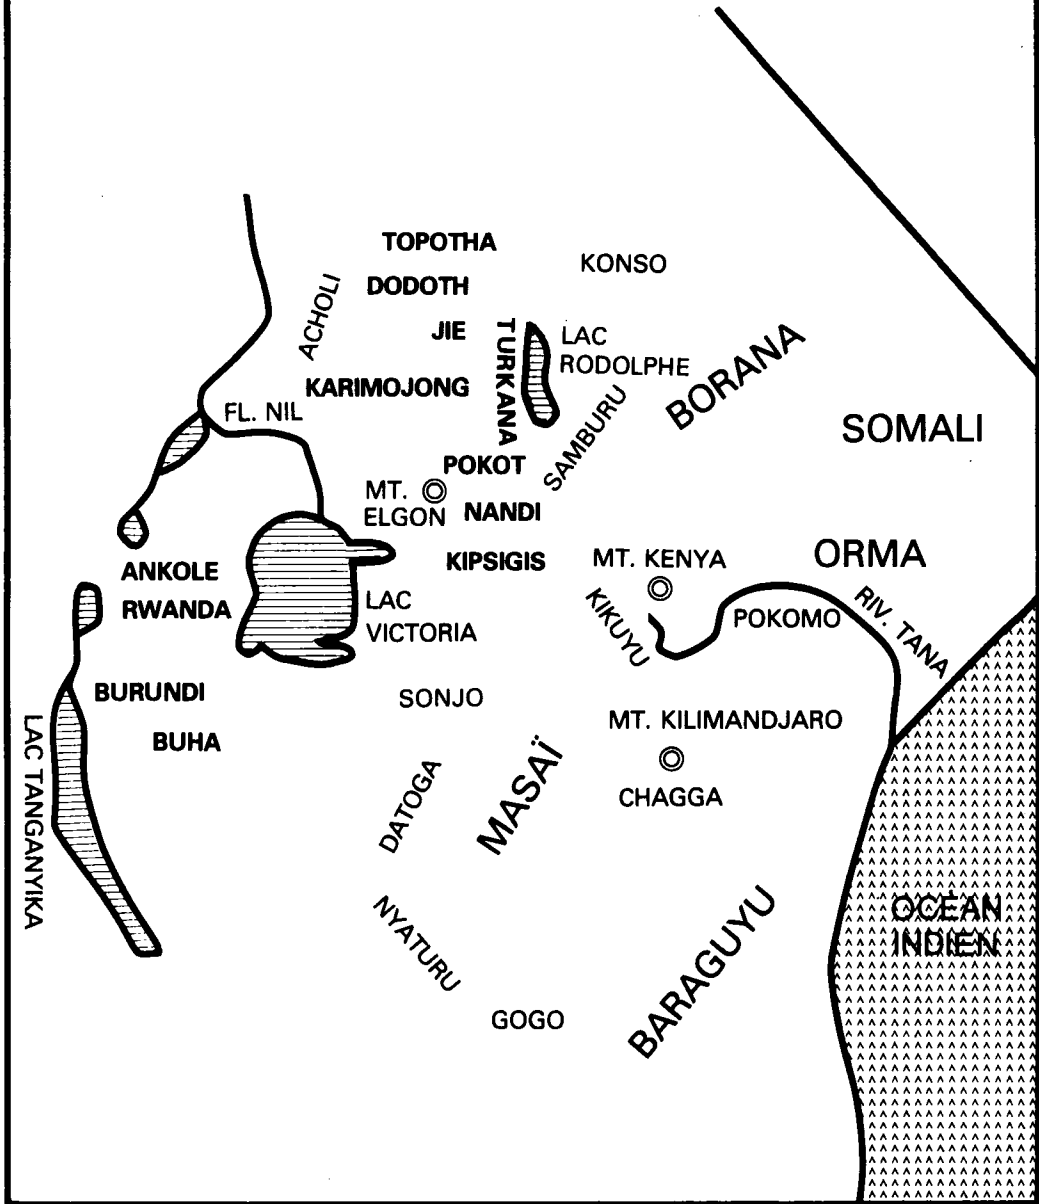 TOPOTHA
KONSO
DODOTH
ACHOLI
JIE
TURKANA
LAC
RODOLPHE
BORANA
KARIMOJONG
FL. NIL
SAMBURU
SOMALI
POKOT
MT.
ELGON
NANDI
ORMA
KIPSIGIS
MT. KENYA
ANKOLE
RWANDA
LAC
VICTORIA
KIKUYU
POKOMO
RIV. TANA
BURUNDI
SONJO
MT. KILIMANDJARO
BUHA
LAC TANGANYIKA
DATOGA
MASAÏ
CHAGGA
NYATURU
BARAGUYU
OCÉAN
INDIEN
GOGO